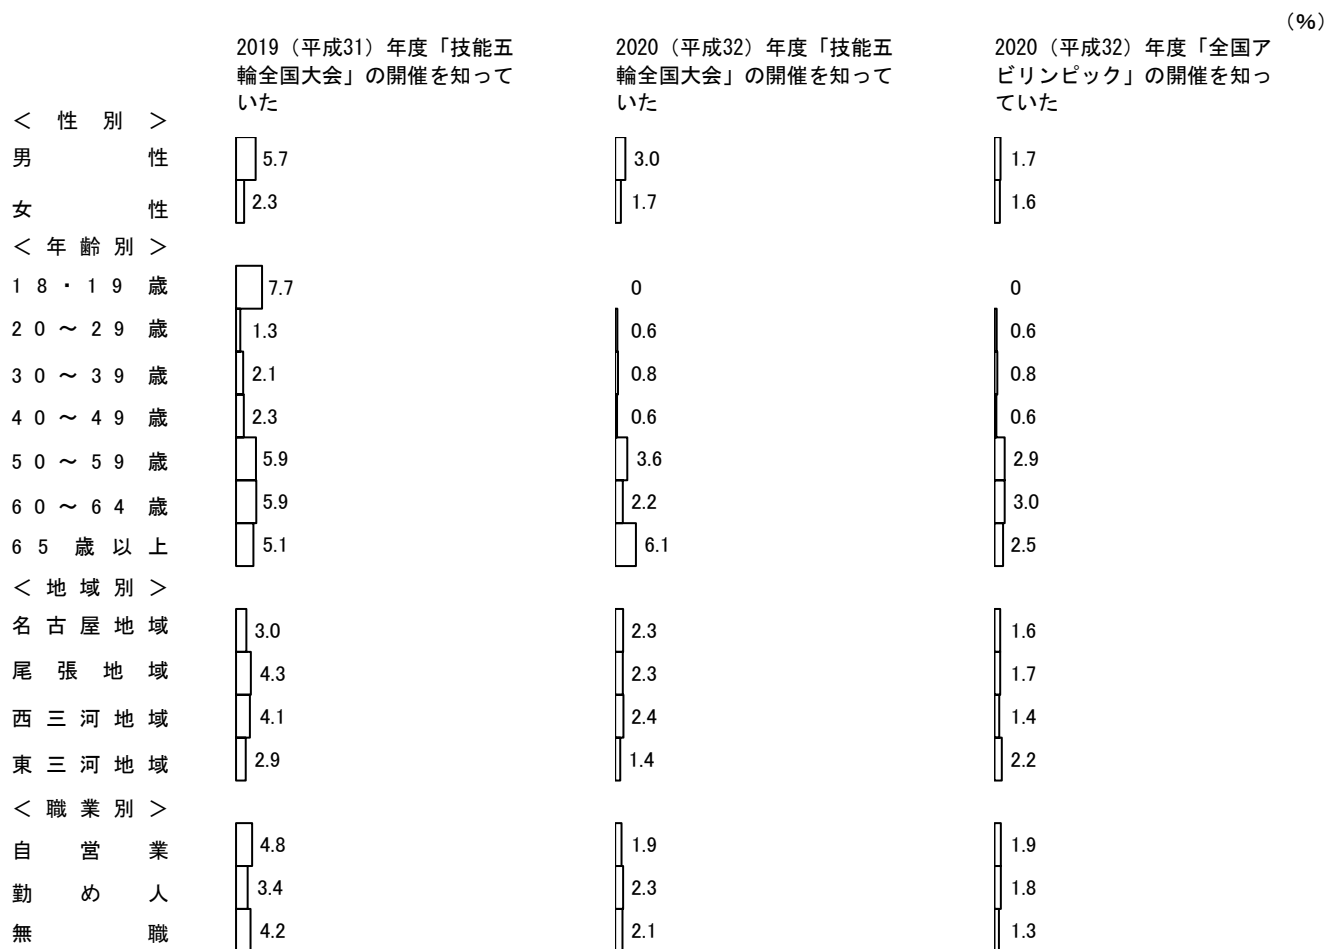 （％）
2019（平成31）年度「技能五輪全国大会」の開催を知っていた
2020（平成32）年度「技能五輪全国大会」の開催を知っていた
2020（平成32）年度「全国アビリンピック」の開催を知っていた
＜性別＞
男性 5.7 3.0 1.7
女性 2.3 1.7 1.6
＜年齢別＞
18・19歳 7.7 0 0
20～29歳 1.3 0.6 0.6
30～39歳 2.1 0.8 0.8
40～49歳 2.3 0.6 0.6
50～59歳 5.9 3.6 2.9
60～64歳 5.9 2.2 3.0
65歳以上 5.1 6.1 2.5
＜地域別＞
名古屋地域 3.0 2.3 1.6
尾張地域 4.3 2.3 1.7
西三河地域 4.1 2.4 1.4
東三河地域 2.9 1.4 2.2
＜職業別＞
自営業 4.8 1.9 1.9
勤め人 3.4 2.3 1.8
無職 4.2 2.1 1.3